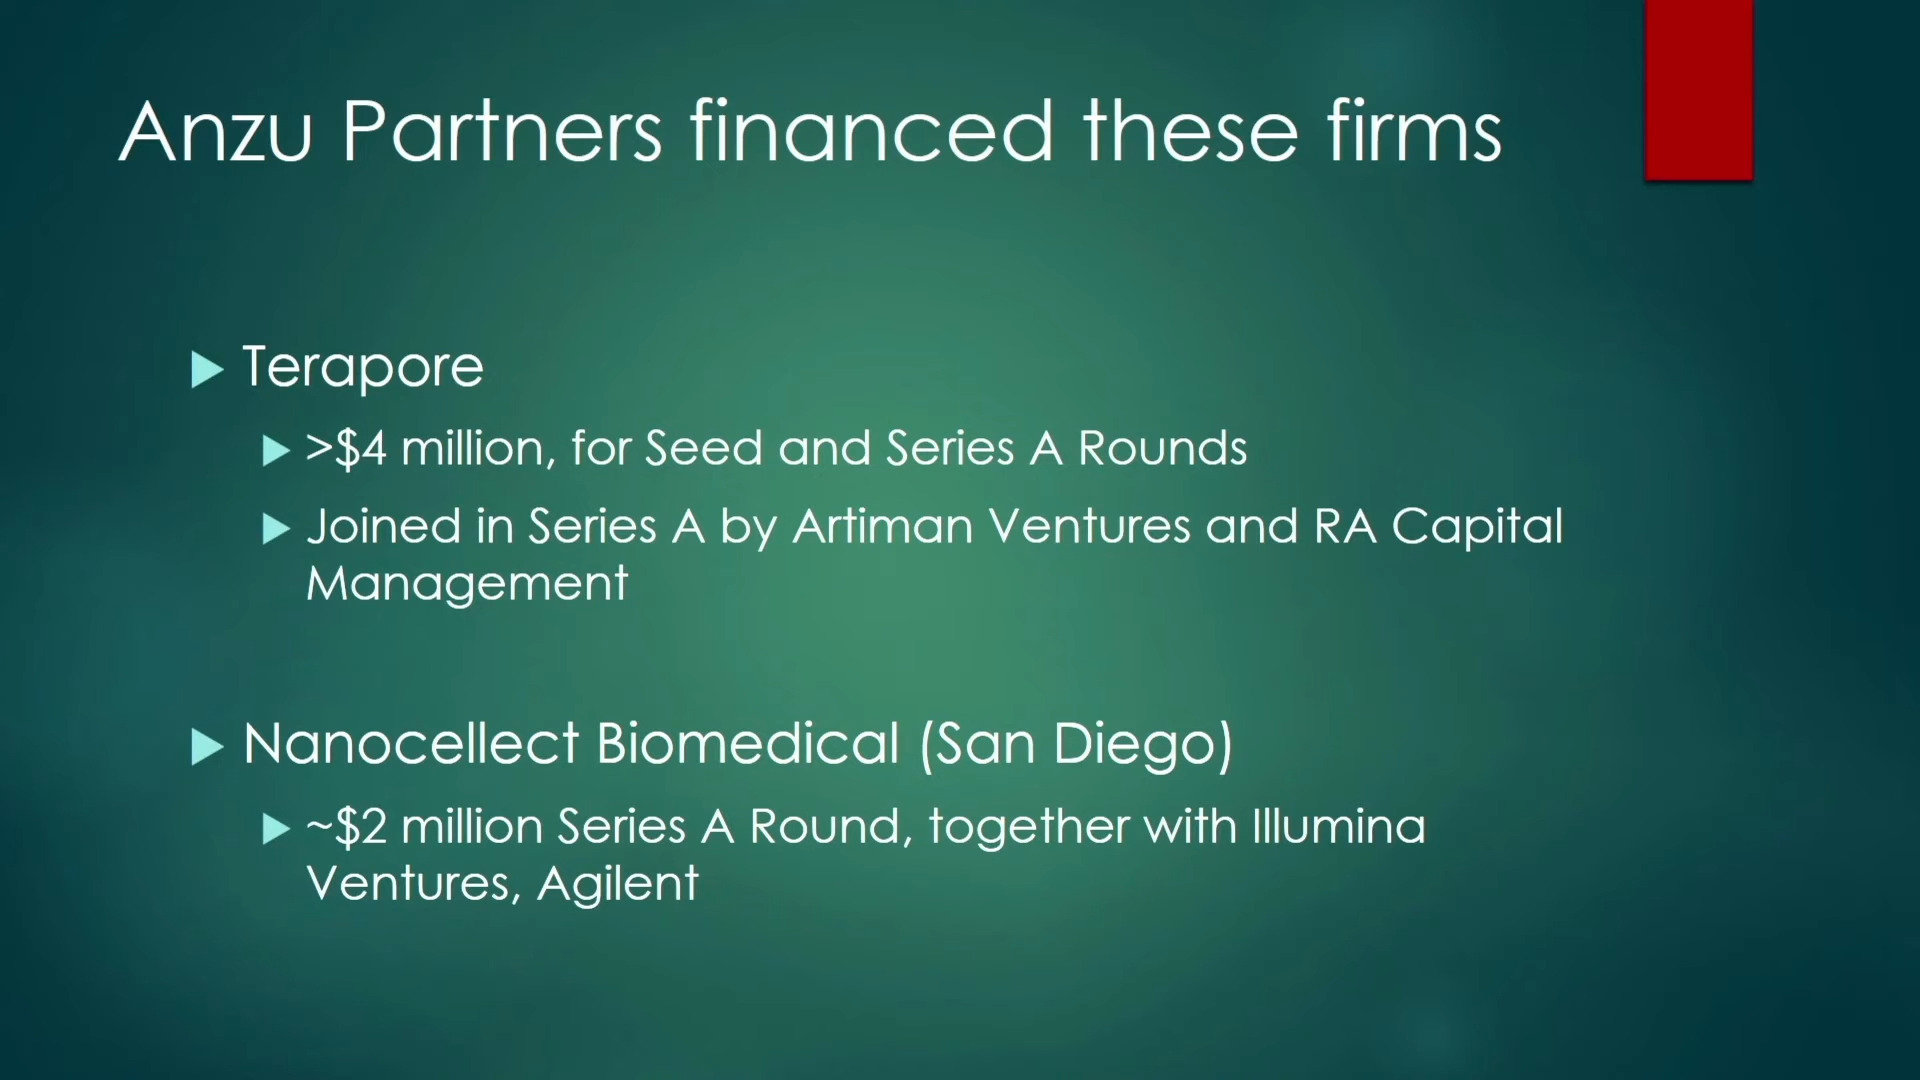 Anzu Partners financed these firms
Terapore
>$4 million, for Seed and Series A Rounds
Joined in Series A by Artiman Ventures and RA Capital
Management
Nanocellect Biomedical (San Diego)
~$2 million Series A Round, together with Illumina
Ventures, Agilent